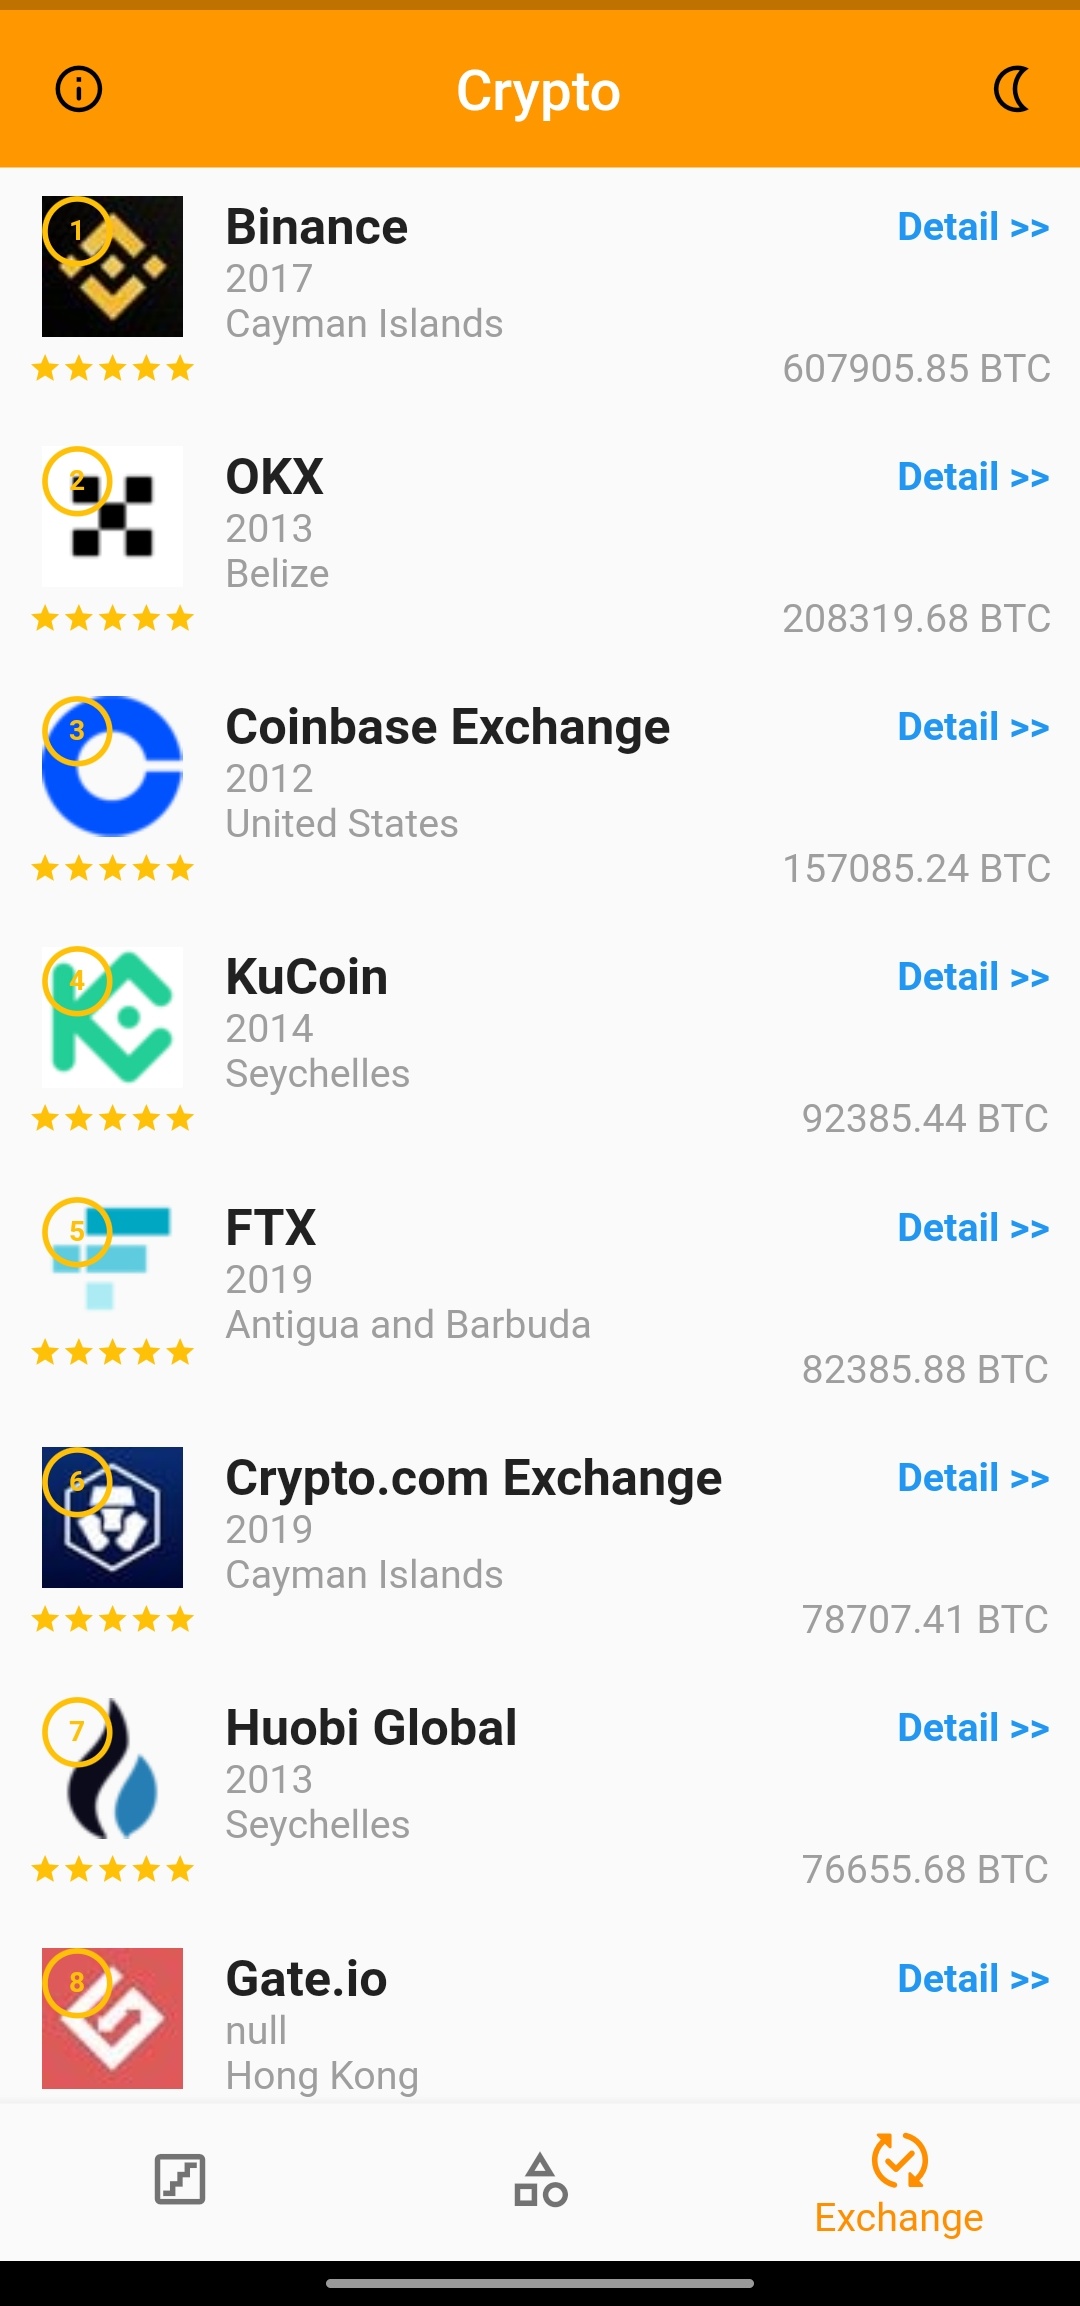 Crypto
1
Binance
Detail >>
2017
Cayman Islands
607905.85 BTC
2
OKX
Detail >>
2013
Belize
208319.68 BTC
3
Coinbase Exchange
Detail >>
2012
United States
157085.24 BTC
4
KuCoin
Detail >>
2014
Seychelles
92385.44 BTC
5
FTX
Detail >>
2019
Antigua and Barbuda
82385.88 BTC
6
Crypto.com Exchange
Detail >>
2019
Cayman Islands
78707.41 BTC
7
Huobi Global
Detail >>
2013
Seychelles
76655.68 BTC
8
Gate.io
Detail >>
null
Hong Kong
Exchange